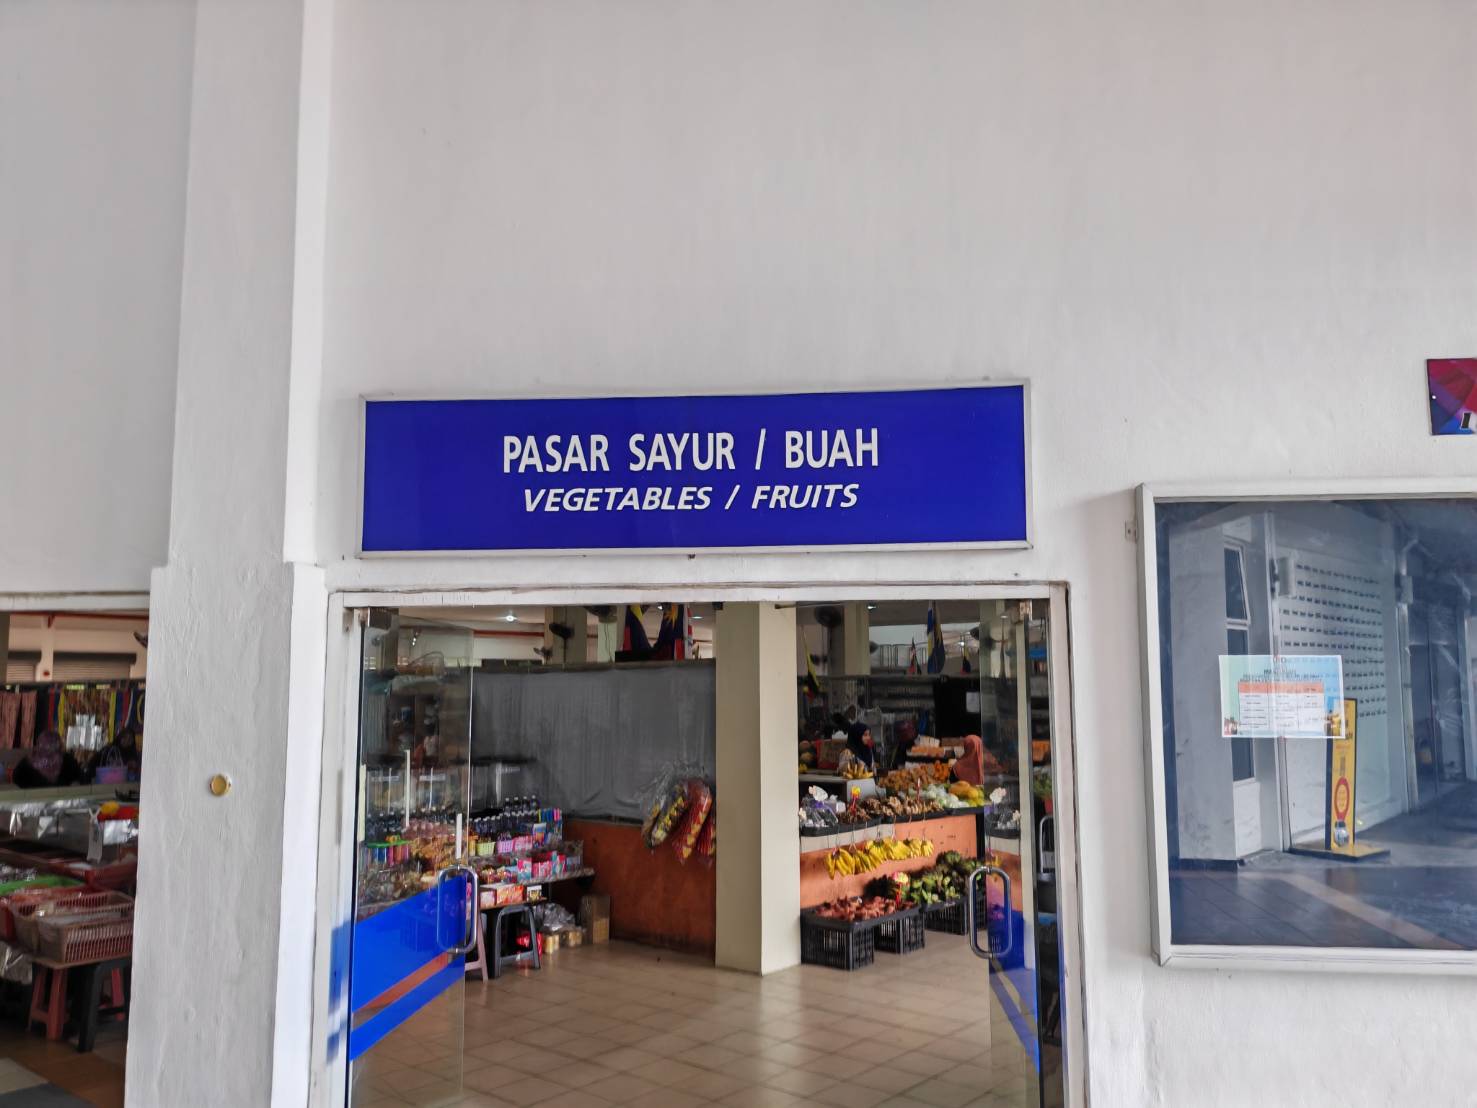 PASAR SAYUR / BUAH
VEGETABLES / FRUITS